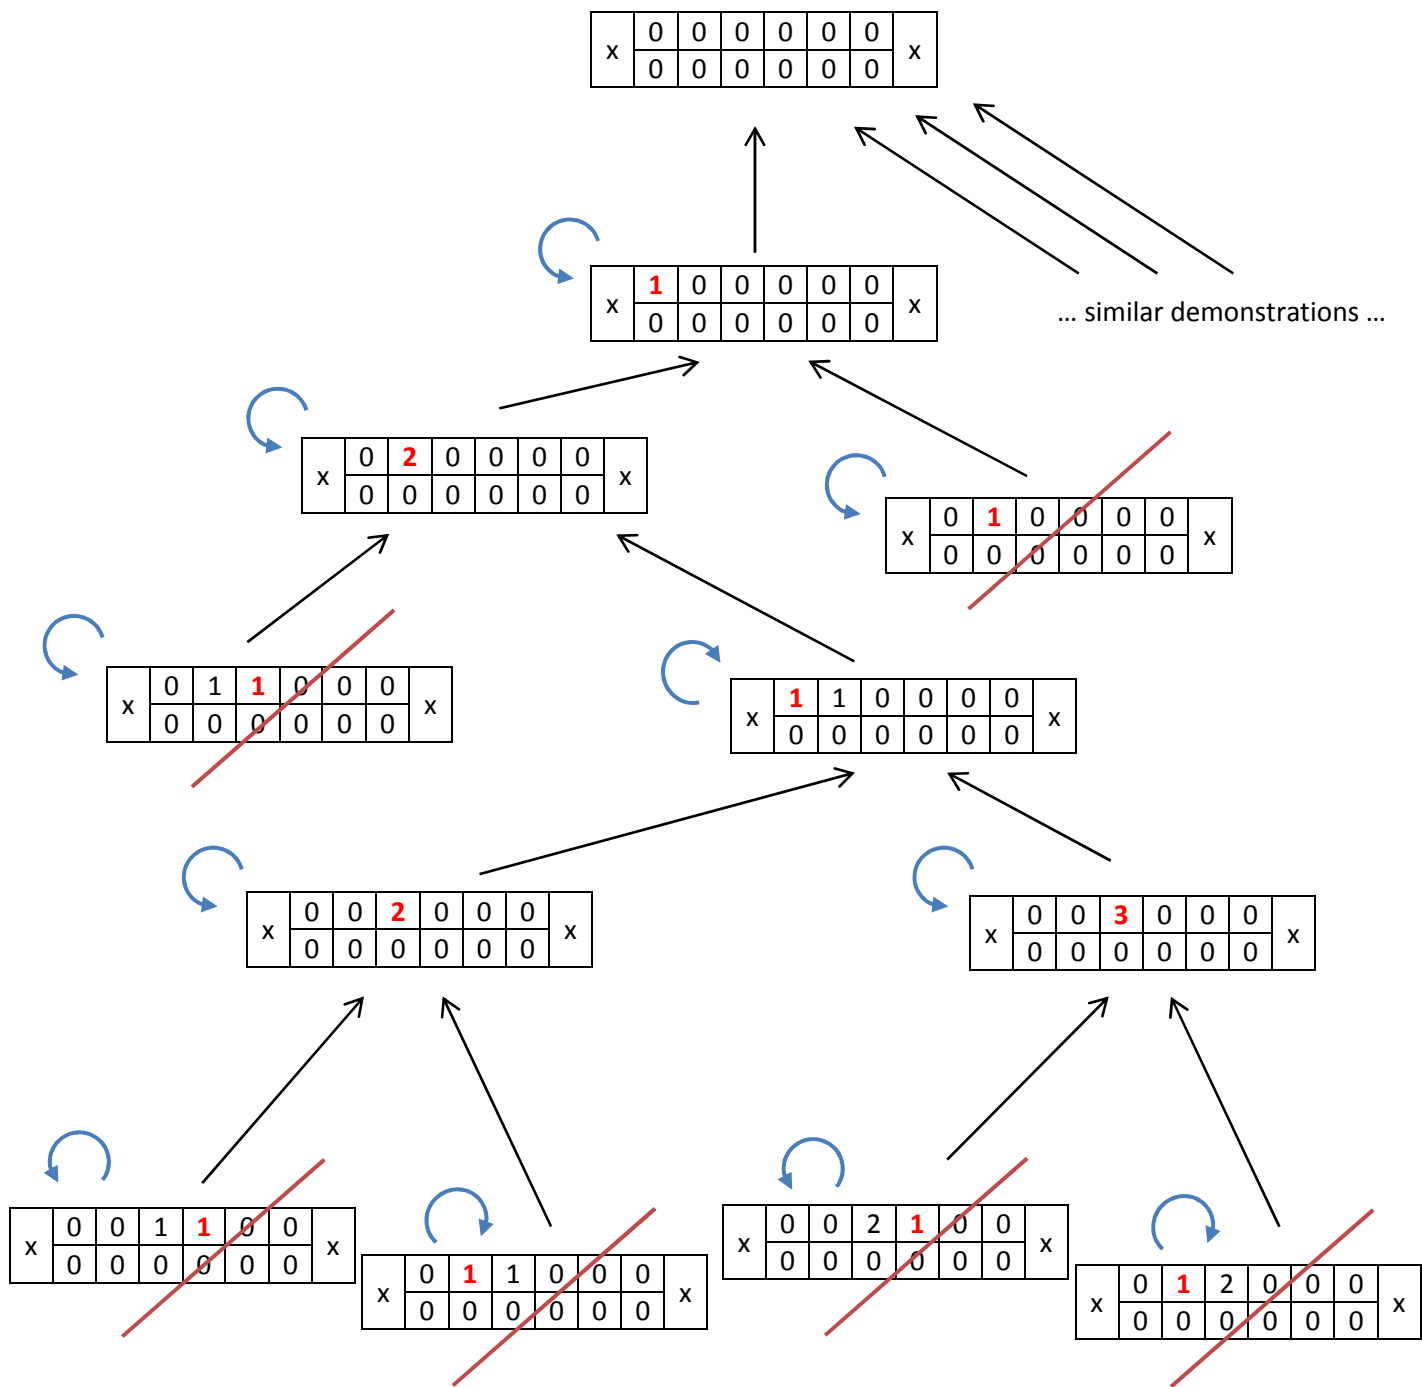 x 0 0 0 0 0 0 x
0 0 0 0 0 0
x 1 0 0 0 0 0 x
0 0 0 0 0 0
... similar demonstrations ...
x 0 2 0 0 0 0 x
0 0 0 0 0 0
x 0 1 0 0 0 0 x
0 0 0 0 0 0
x 0 1 1 0 0 0 x
0 0 0 0 0 0
x 1 1 0 0 0 0 x
0 0 0 0 0 0
x 0 0 2 0 0 0 x
0 0 0 0 0 0
x 0 0 3 0 0 0 x
0 0 0 0 0 0
x 0 0 1 1 0 0 x
0 0 0 0 0 0
x 0 1 1 0 0 0 x
0 0 0 0 0 0
x 0 0 2 1 0 0 x
0 0 0 0 0 0
x 0 1 2 0 0 0 x
0 0 0 0 0 0